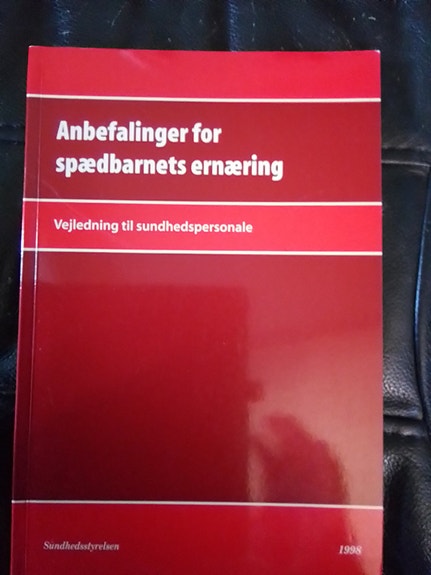 Anbefalinger for
spædbarnets ernæring
Vejledning til sundhedspersonale
Sundhedsstyrelsen
1998